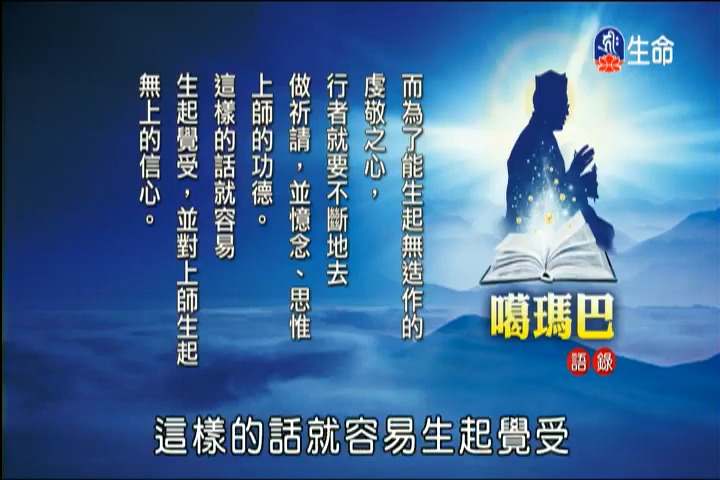 生命
而為了能生起無造作的
虔敬之心，
行者就要不斷地去
做祈請，並憶念、思惟
上師的功德。
這樣的話就容易
生起覺受，並對上師生起
無上的信心。
噶瑪巴
語錄
這樣的話就容易生起覺受